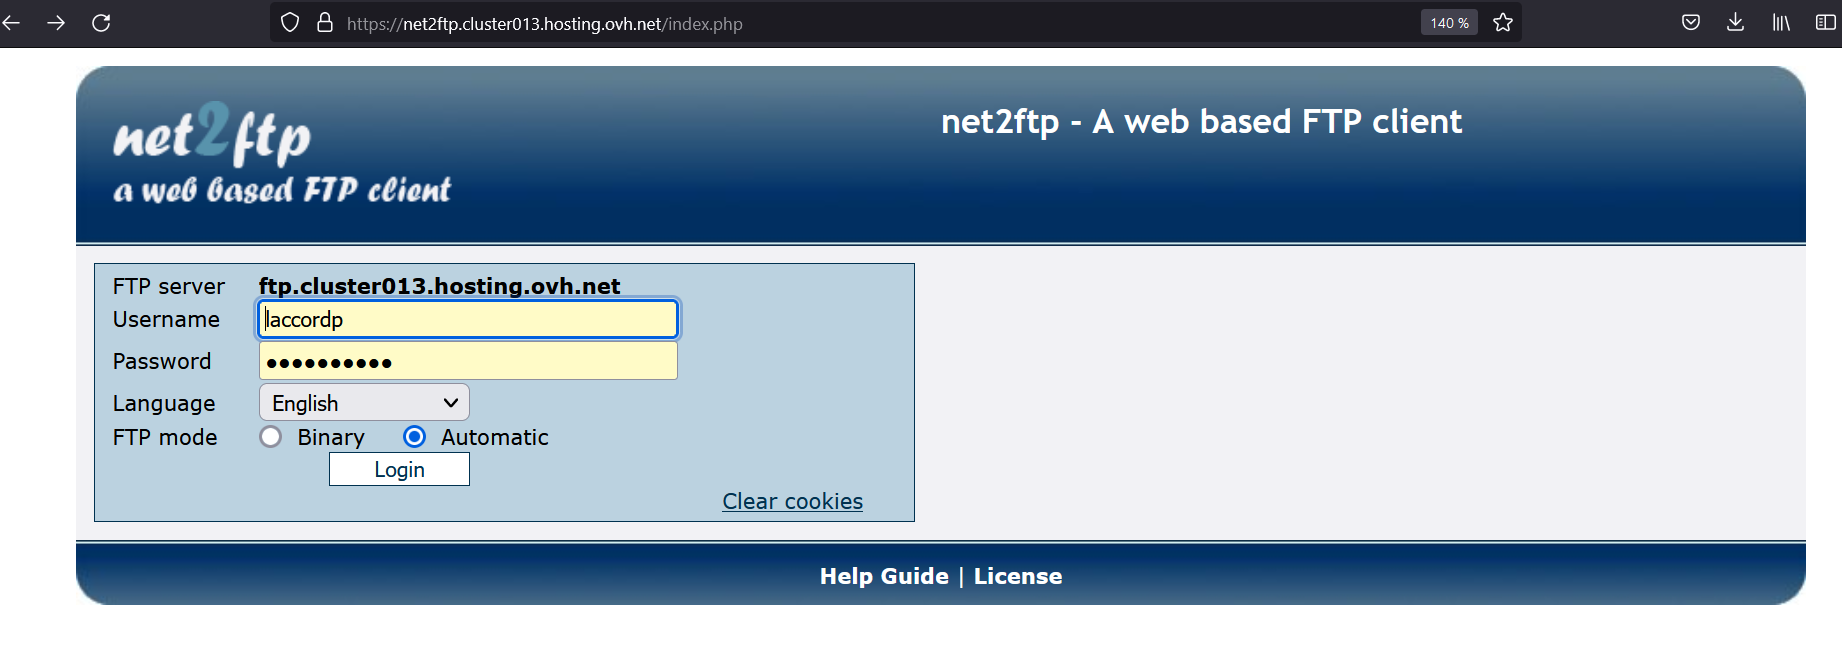 https://net2ftp.cluster013.hosting.ovh.net/index.php
140 %
net2ftp
a web based FTP client
net2ftp - A web based FTP client
FTP server ftp.cluster013.hosting.ovh.net
Username laccordp
Password ●●●●●●●●●●
Language English
FTP mode Binary Automatic
Login
Clear cookies
Help Guide | License